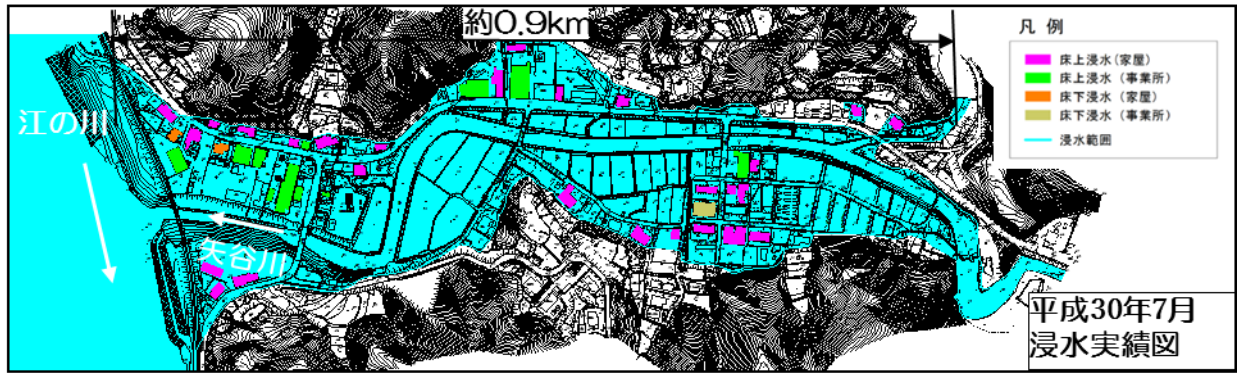 約0.9km
凡 例
床上浸水(家屋)
床上浸水（事業所）
床下浸水（家屋）
床下浸水（事業所）
浸水範囲
江の川
矢谷川
平成30年7月
浸水実績図